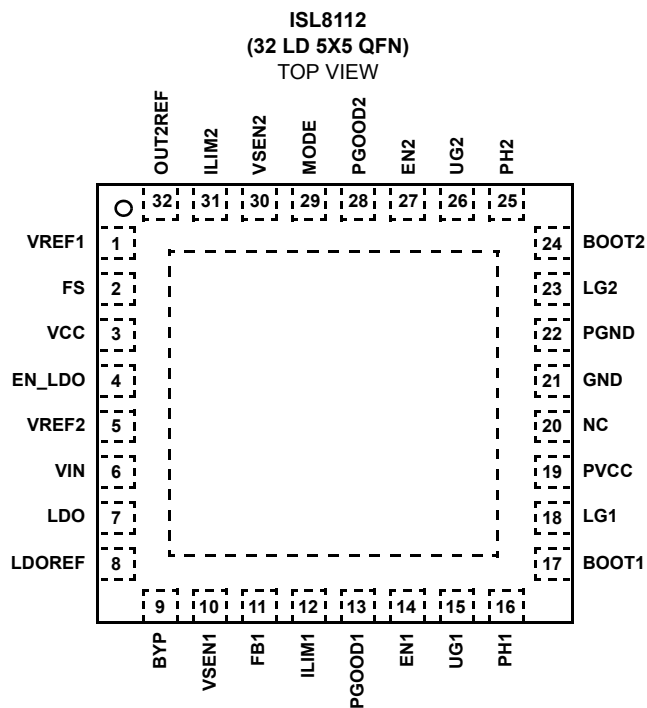 ISL8112
(32 LD 5X5 QFN)
TOP VIEW
OUT2REF
ILIM2
VSEN2
MODE
PGOOD2
EN2
UG2
PH2
32 31 30 29 28 27 26 25
VREF1 1
24 BOOT2
FS 2
23 LG2
VCC 3
22 PGND
EN_LDO 4
21 GND
VREF2 5
20 NC
VIN 6
19 PVCC
LDO 7
18 LG1
LDOREF 8
17 BOOT1
9 10 11 12 13 14 15 16
BYP
VSEN1
FB1
ILIM1
PGOOD1
EN1
UG1
PH1